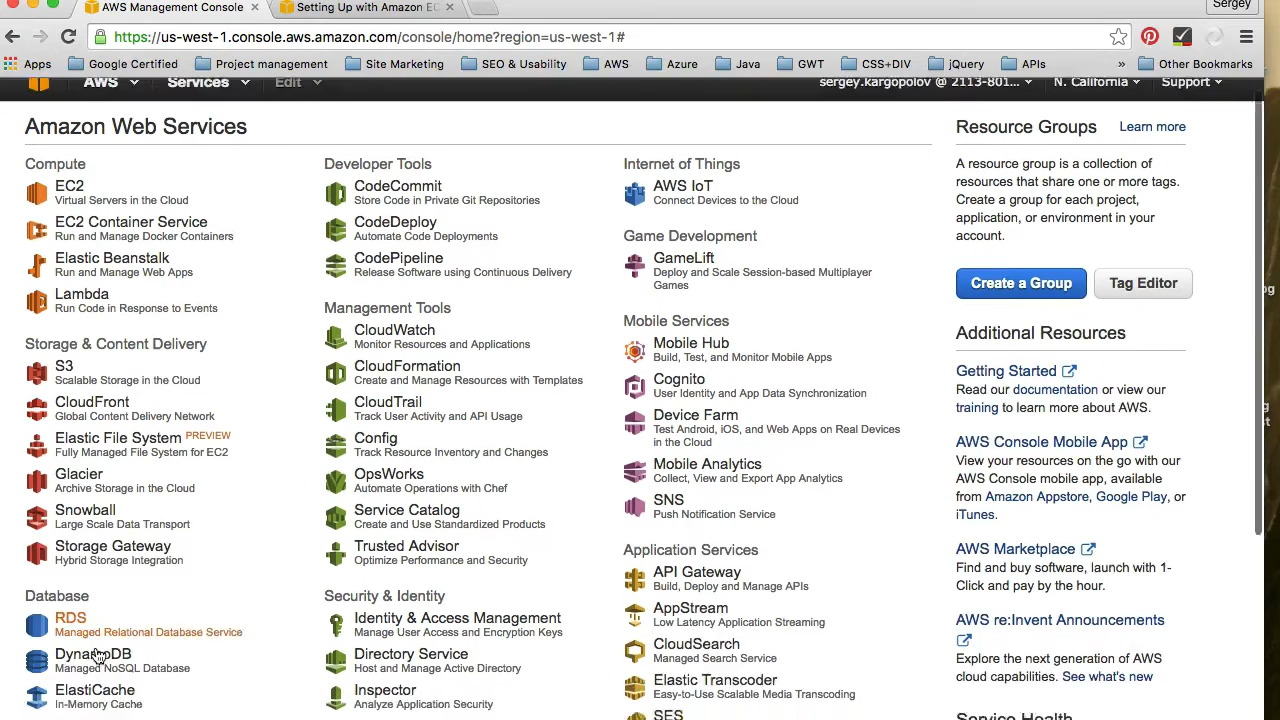 Sergey
AWS Management Console
Setting Up with Amazon EC
https://us-west-1.console.aws.amazon.com/console/home?region=us-west-1#
Apps Google Certified Project management Site Marketing SEO & Usability AWS Azure Java GWT CSS+DIV jQuery APIs » Other Bookmarks
AWS Services Edit sergey.kargopolov @ 2113-801... N. California Support
Amazon Web Services
Compute
EC2
Virtual Servers in the Cloud
EC2 Container Service
Run and Manage Docker Containers
Elastic Beanstalk
Run and Manage Web Apps
Lambda
Run Code in Response to Events
Storage & Content Delivery
S3
Scalable Storage in the Cloud
CloudFront
Global Content Delivery Network
Elastic File System PREVIEW
Fully Managed File System for EC2
Glacier
Archive Storage in the Cloud
Snowball
Large Scale Data Transport
Storage Gateway
Hybrid Storage Integration
Database
RDS
Managed Relational Database Service
DynamoDB
Managed NoSQL Database
ElastiCache
In-Memory Cache
Developer Tools
CodeCommit
Store Code in Private Git Repositories
CodeDeploy
Automate Code Deployments
CodePipeline
Release Software using Continuous Delivery
Management Tools
CloudWatch
Monitor Resources and Applications
CloudFormation
Create and Manage Resources with Templates
CloudTrail
Track User Activity and API Usage
Config
Track Resource Inventory and Changes
OpsWorks
Automate Operations with Chef
Service Catalog
Create and Use Standardized Products
Trusted Advisor
Optimize Performance and Security
Security & Identity
Identity & Access Management
Manage User Access and Encryption Keys
Directory Service
Host and Manage Active Directory
Inspector
Analyze Application Security
Internet of Things
AWS IoT
Connect Devices to the Cloud
Game Development
GameLift
Deploy and Scale Session-based Multiplayer
Games
Mobile Services
Mobile Hub
Build, Test, and Monitor Mobile Apps
Cognito
User Identity and App Data Synchronization
Device Farm
Test Android, iOS, and Web Apps on Real Devices
in the Cloud
Mobile Analytics
Collect, View and Export App Analytics
SNS
Push Notification Service
Application Services
API Gateway
Build, Deploy and Manage APIs
AppStream
Low Latency Application Streaming
CloudSearch
Managed Search Service
Elastic Transcoder
Easy-to-Use Scalable Media Transcoding
SES
Resource Groups Learn more
A resource group is a collection of
resources that share one or more tags.
Create a group for each project,
application, or environment in your
account.
Create a Group Tag Editor
Additional Resources
Getting Started
Read our documentation or view our
training to learn more about AWS.
AWS Console Mobile App
View your resources on the go with our
AWS Console mobile app, available
from Amazon Appstore, Google Play, or
iTunes.
AWS Marketplace
Find and buy software, launch with 1-
Click and pay by the hour.
AWS re:Invent Announcements
Explore the next generation of AWS
cloud capabilities. See what's new
Service Health